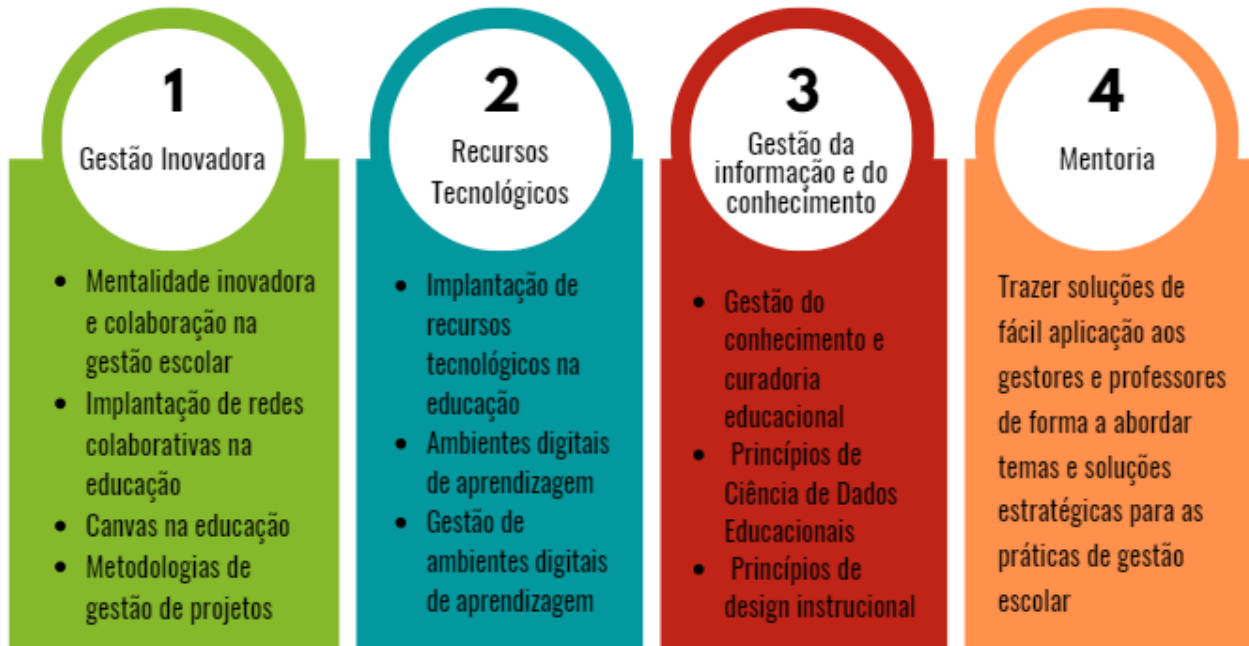 1
Gestão Inovadora
• Mentalidade inovadora
e colaboração na
gestão escolar
• Implantação de redes
colaborativas na
educação
• Canvas na educação
• Metodologias de
gestão de projetos
2
Recursos
Tecnológicos
• Implantação de
recursos
tecnológicos na
educação
• Ambientes digitais
de aprendizagem
• Gestão de
ambientes digitais
de aprendizagem
3
Gestão da
informação e do
conhecimento
• Gestão do
conhecimento e
curadoria
educacional
• Princípios de
Ciência de Dados
Educacionais
• Princípios de
design instrucional
4
Mentoria
Trazer soluções de
fácil aplicação aos
gestores e professores
de forma a abordar
temas e soluções
estratégicas para as
práticas de gestão
escolar